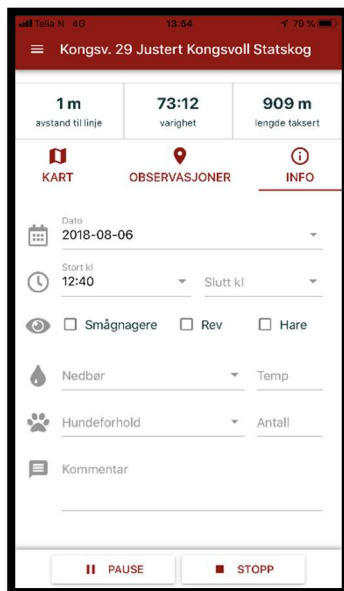 Telia N 4G 13:54 79 %
Kongsv. 29 Justert Kongsvoll Statskog
1 m 73:12 909 m
avstand til linje varighet lengde taksert
KART OBSERVASJONER INFO
Dato
2018-08-06
Start kl
12:40 Slutt kl
Smågnagere Rev Hare
Nedbør Temp
Hundeforhold Antall
Kommentar
PAUSE STOPP